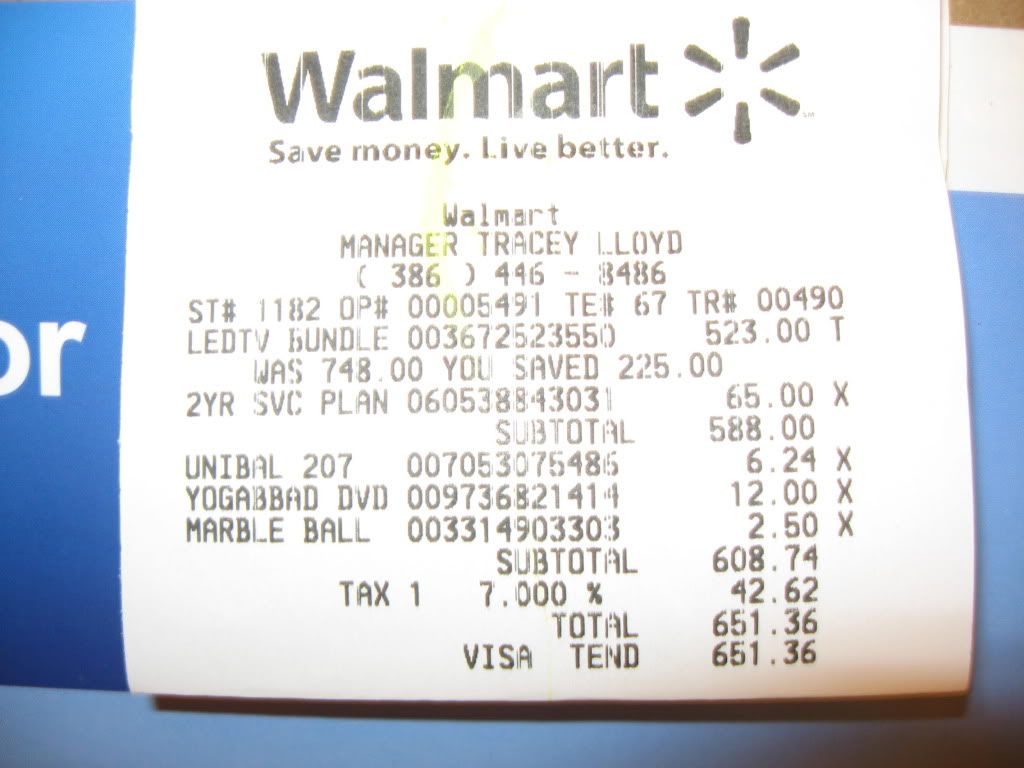 or
Walmart
SM
Save money. Live better.
Walmart
MANAGER TRACEY LLOYD
( 386 ) 446 - 8486
ST# 1182 OP# 00005491 TE# 67 TR# 00490
LEDTV BUNDLE 003672523550 523.00 T
WAS 748.00 YOU SAVED 225.00
2YR SVC PLAN 060538843031 65.00 X
SUBTOTAL 588.00
UNIBAL 207 007053075486 6.24 X
YOGABBAD DVD 009736821414 12.00 X
MARBLE BALL 003314903303 2.50 X
SUBTOTAL 608.74
TAX 1 7.000 % 42.62
TOTAL 651.36
VISA TEND 651.36